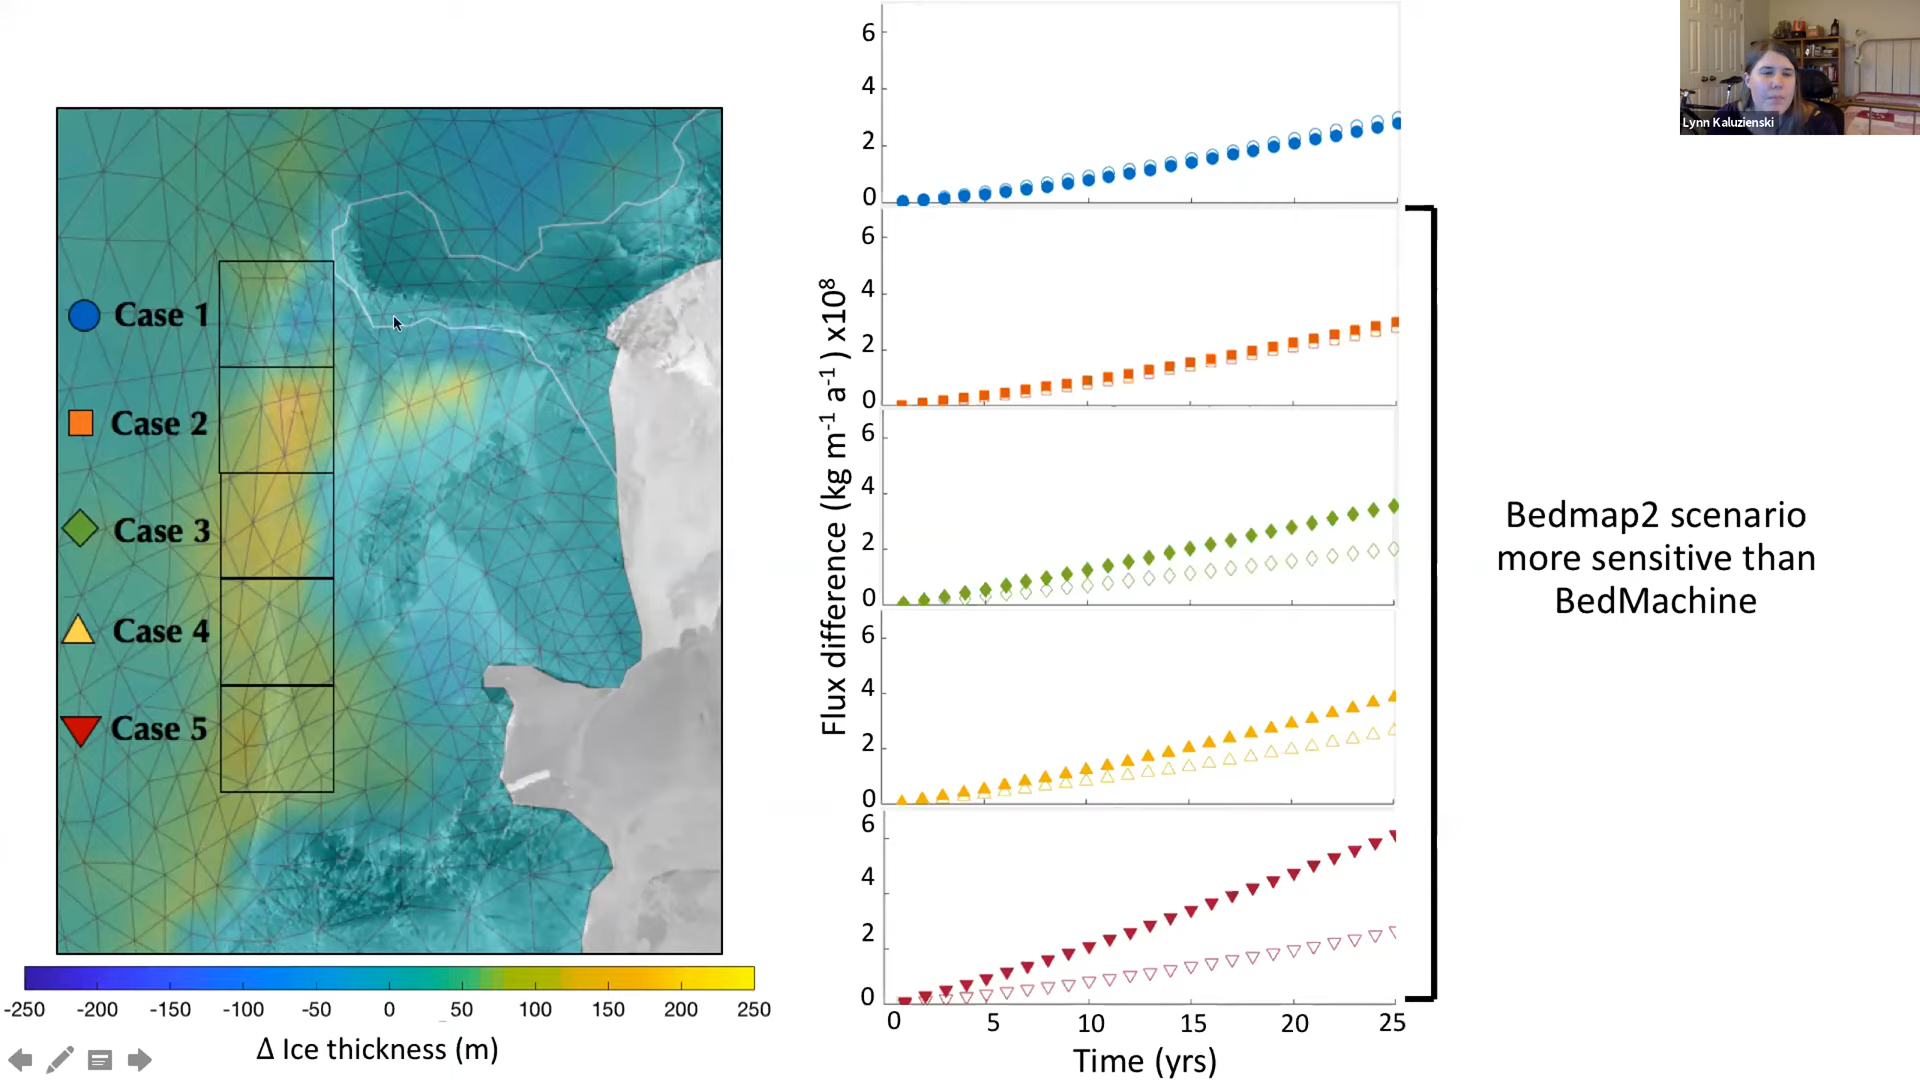 Lynn Kaluzienski
Case 1
Case 2
Case 3
Case 4
Case 5
-250 -200 -150 -100 -50 0 50 100 150 200 250
Δ Ice thickness (m)
Flux difference (kg m⁻¹ a⁻¹) x10⁸
6
4
2
0
6
4
2
0
6
4
2
0
6
4
2
0
6
4
2
0
0 5 10 15 20 25
Time (yrs)
Bedmap2 scenario
more sensitive than
BedMachine